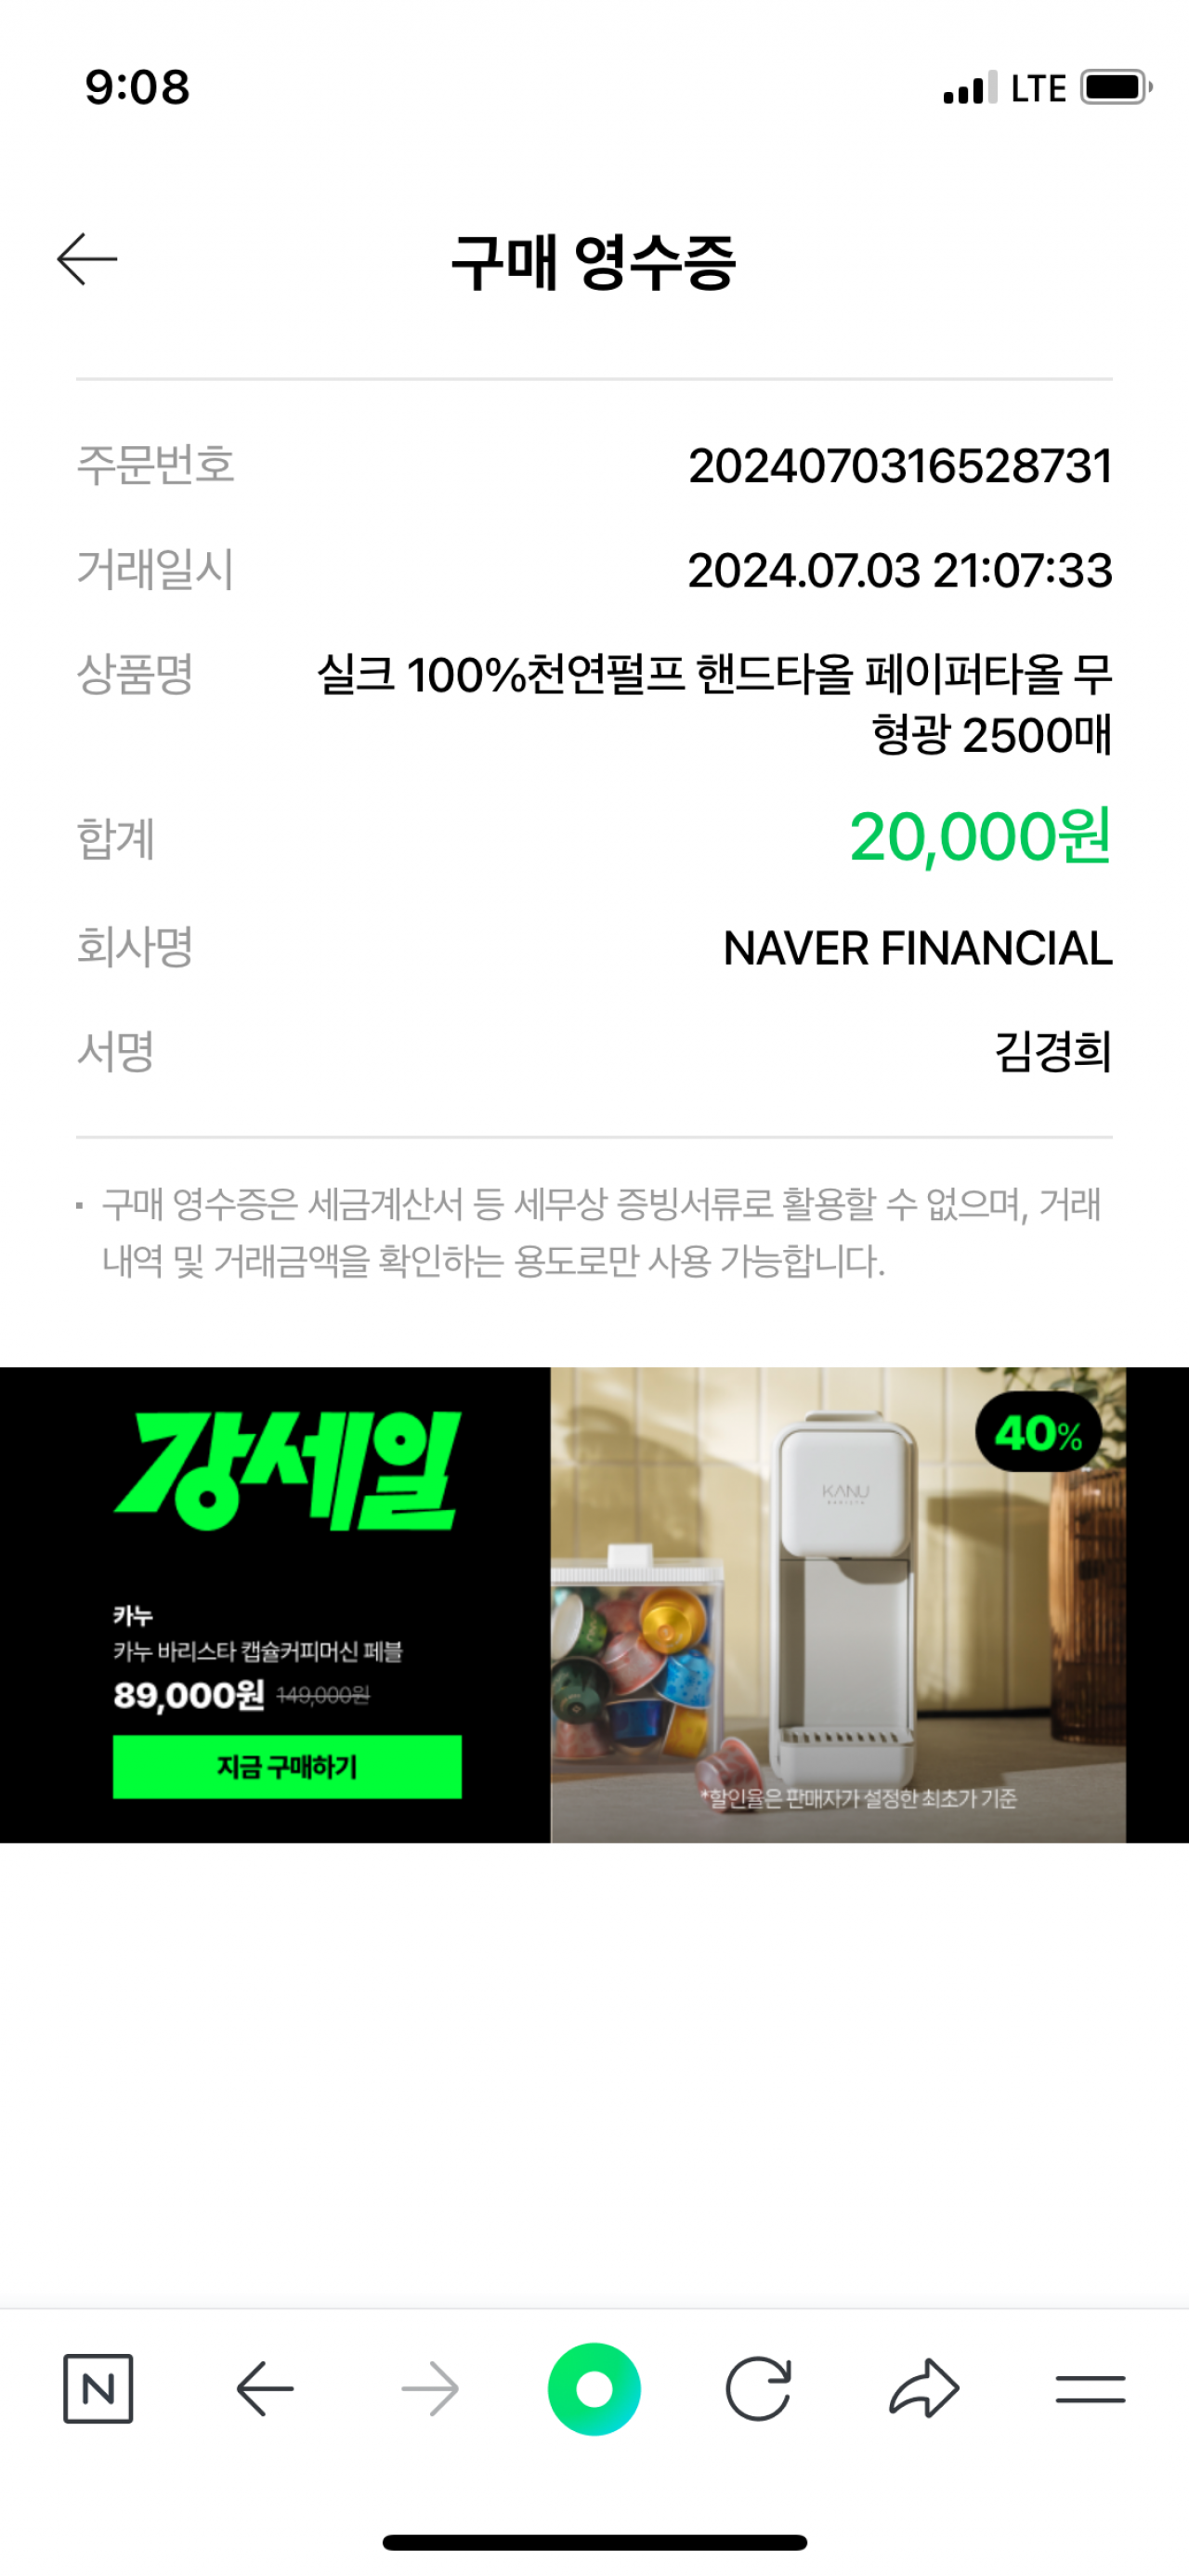 9:08
LTE
구매 영수증
주문번호 2024070316528731
거래일시 2024.07.03 21:07:33
상품명 실크 100%천연펄프 핸드타올 페이퍼타올 무
형광 2500매
합계 20,000원
회사명 NAVER FINANCIAL
서명 김경희
· 구매 영수증은 세금계산서 등 세무상 증빙서류로 활용할 수 없으며, 거래
내역 및 거래금액을 확인하는 용도로만 사용 가능합니다.
강세일
40%
KANU
BARISTA
카누
카누 바리스타 캡슐커피머신 페블
89,000원 149,000원
지금 구매하기
*할인율은 판매자가 설정한 최초가 기준
N